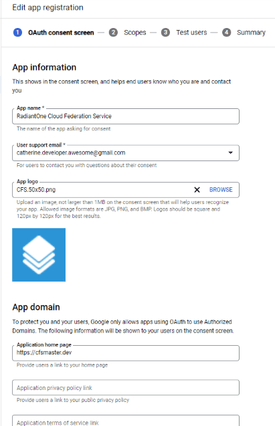 Edit app registration
1 OAuth consent screen — 2 Scopes — 3 Test users — 4 Summary
App information
This shows in the consent screen, and helps end users know who you are and contact
you
App name *
RadiantOne Cloud Federation Service
The name of the app asking for consent
User support email *
catherine.developer.awesome@gmail.com
For users to contact you with questions about their consent
App logo
CFS.50x50.png
BROWSE
Upload an image, not larger than 1MB on the consent screen that will help users recognize
your app. Allowed image formats are JPG, PNG, and BMP. Logos should be square and
120px by 120px for the best results.
App domain
To protect you and your users, Google only allows apps using OAuth to use Authorized
Domains. The following information will be shown to your users on the consent screen.
Application home page
https://cfsmaster.dev
Provide users a link to your home page
Application privacy policy link
Provide users a link to your public privacy policy
Application terms of service link